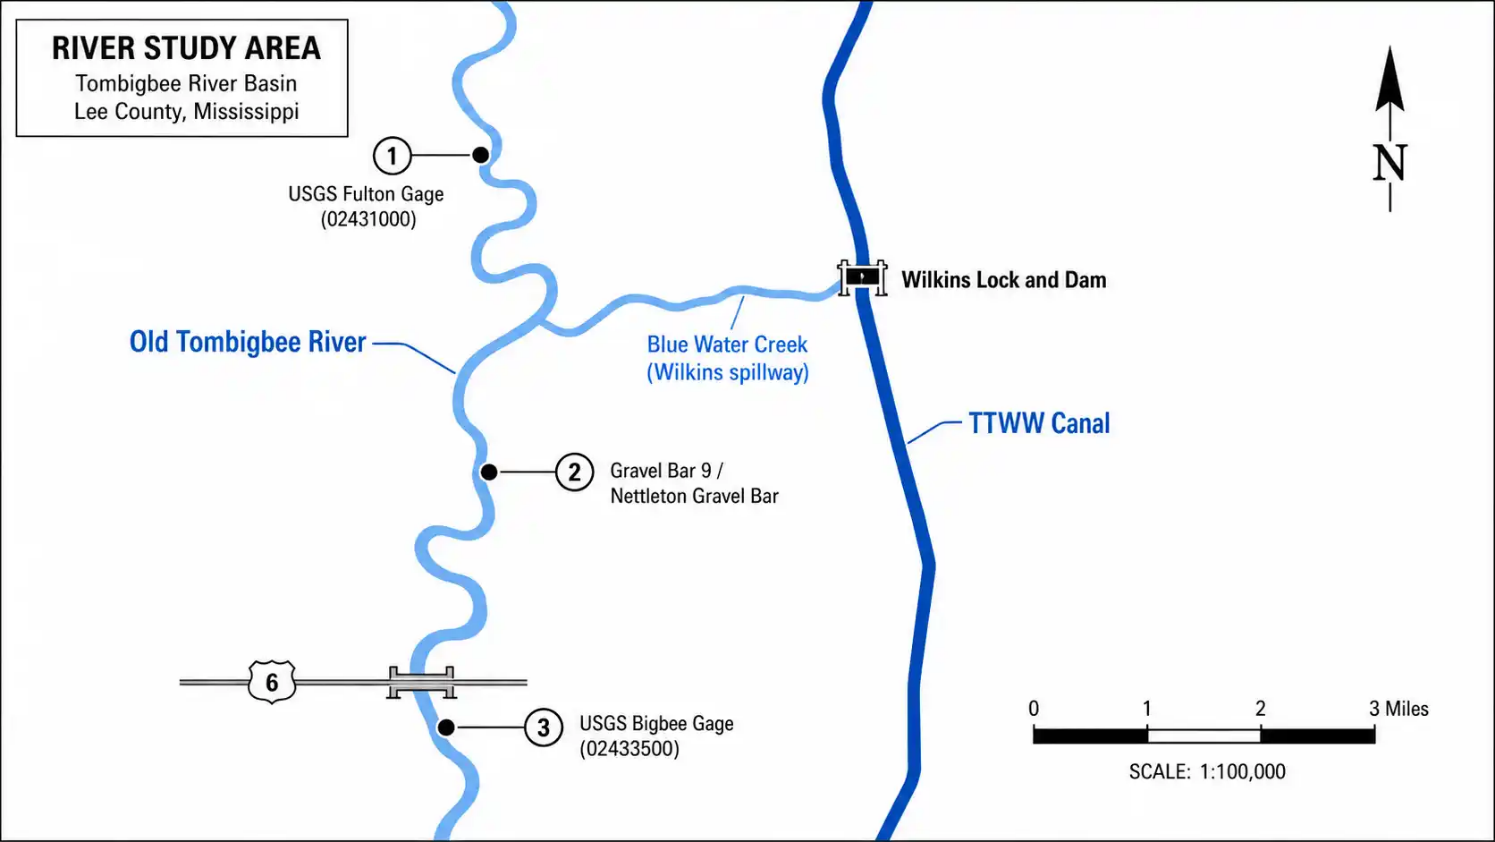 RIVER STUDY AREA
Tombigbee River Basin
Lee County, Mississippi
1
USGS Fulton Gage
(02431000)
N
Wilkins Lock and Dam
Old Tombigbee River
Blue Water Creek
(Wilkins spillway)
TTWW Canal
2
Gravel Bar 9 /
Nettleton Gravel Bar
6
3
USGS Bigbee Gage
(02433500)
0 1 2 3 Miles
SCALE: 1:100,000